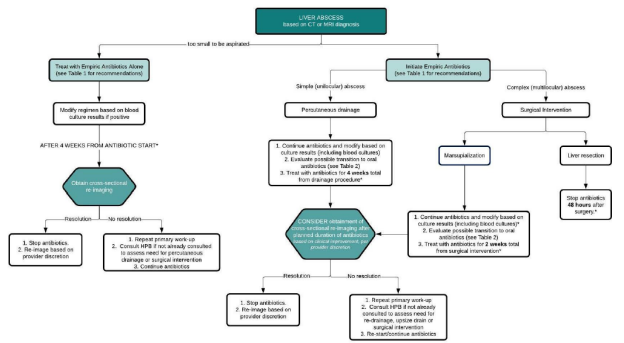 LIVER ABSCESS
based on CT or MRI diagnosis
too small to be aspirated
Treat with Empiric Antibiotics Alone
(see Table 1 for recommendations)
Initiate Empiric Antibiotics
(see Table 1 for recommendations)
Simple (unilocular) abscess
Complex (multilocular) abscess
Modify regimen based on blood
culture results if positive
Percutaneous drainage
Surgical Intervention
AFTER 4 WEEKS FROM ANTIBIOTIC START*
1. Continue antibiotics and modify based on
culture results (including blood cultures)
2. Evaluate possible transition to oral
antibiotics (see Table 2)
3. Treat with antibiotics for 4 weeks total
from drainage procedure*
Marsupialization
Liver resection
Obtain cross-sectional
re-imaging
Stop antibiotics
48 hours after
surgery.*
Resolution
No resolution
CONSIDER obtainment of
cross-sectional re-imaging after
planned duration of antibiotics
based on clinical improvement, per
provider discretion
1. Continue antibiotics and modify based on
culture results (including blood cultures)*
2. Evaluate possible transition to oral
antibiotics (see Table 2)
3. Treat with antibiotics for 2 weeks total
from surgical intervention*
1. Stop antibiotics.
2. Re-image based on
provider discretion
1. Repeat primary work-up
2. Consult HPB if not already consulted
to assess need for percutaneous
drainage or surgical intervention
3. Continue antibiotics
Resolution
No resolution
1. Stop antibiotics.
2. Re-image based on
provider discretion
1. Repeat primary work-up
2. Consult HPB if not already
consulted to assess need for
re-drainage, upsize drain or
surgical intervention
3. Re-start/continue antibiotics